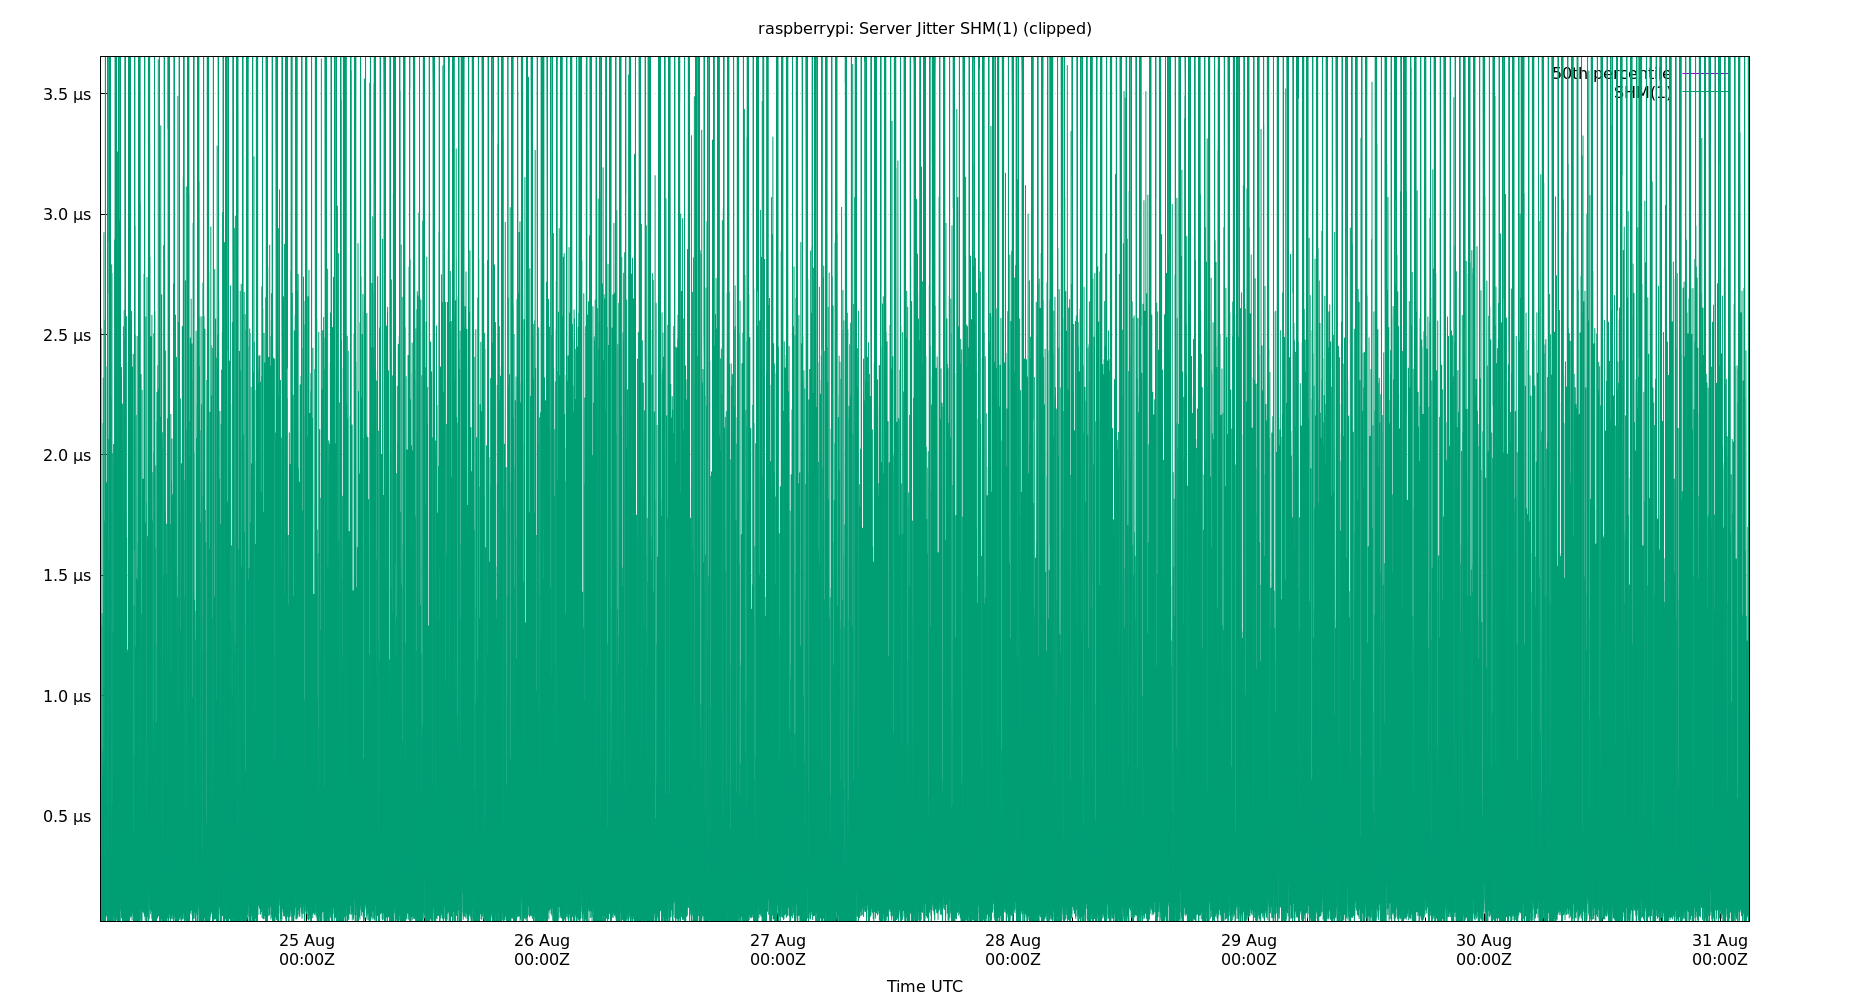 raspberrypi: Server Jitter SHM(1) (clipped)
50th percentile
SHM(1)
3.5 µs
3.0 µs
2.5 µs
2.0 µs
1.5 µs
1.0 µs
0.5 µs
25 Aug 26 Aug 27 Aug 28 Aug 29 Aug 30 Aug 31 Aug
00:00Z 00:00Z 00:00Z 00:00Z 00:00Z 00:00Z 00:00Z
Time UTC